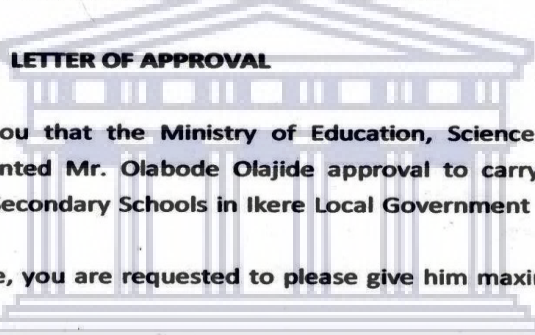 LETTER OF APPROVAL
ou that the Ministry of Education, Science
nted Mr. Olabode Olajide approval to carry
Secondary Schools in Ikere Local Government
e, you are requested to please give him maxi